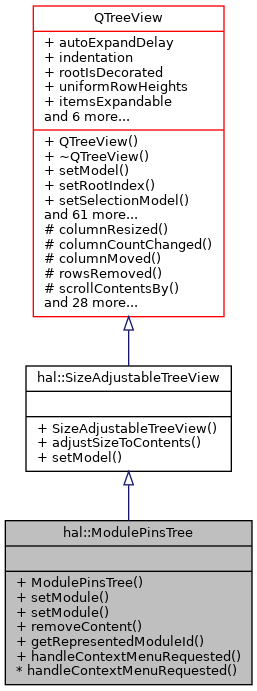 QTreeView
+ autoExpandDelay
+ indentation
+ rootIsDecorated
+ uniformRowHeights
+ itemsExpandable
and 6 more...
+ QTreeView()
+ ~QTreeView()
+ setModel()
+ setRootIndex()
+ setSelectionModel()
and 61 more...
# columnResized()
# columnCountChanged()
# columnMoved()
# rowsRemoved()
# scrollContentsBy()
and 28 more...
hal::SizeAdjustableTreeView
+ SizeAdjustableTreeView()
+ adjustSizeToContents()
+ setModel()
hal::ModulePinsTree
+ ModulePinsTree()
+ setModule()
+ setModule()
+ removeContent()
+ getRepresentedModuleId()
+ handleContextMenuRequested()
* handleContextMenuRequested()